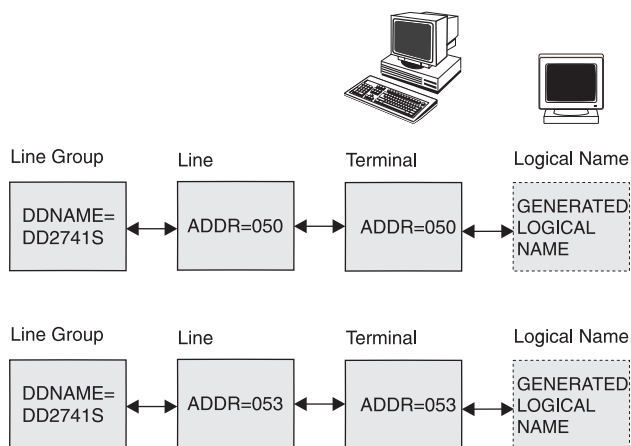 Line Group Line Terminal Logical Name
DDNAME=
DD2741S
ADDR=050
ADDR=050
GENERATED
LOGICAL
NAME
Line Group Line Terminal Logical Name
DDNAME=
DD2741S
ADDR=053
ADDR=053
GENERATED
LOGICAL
NAME